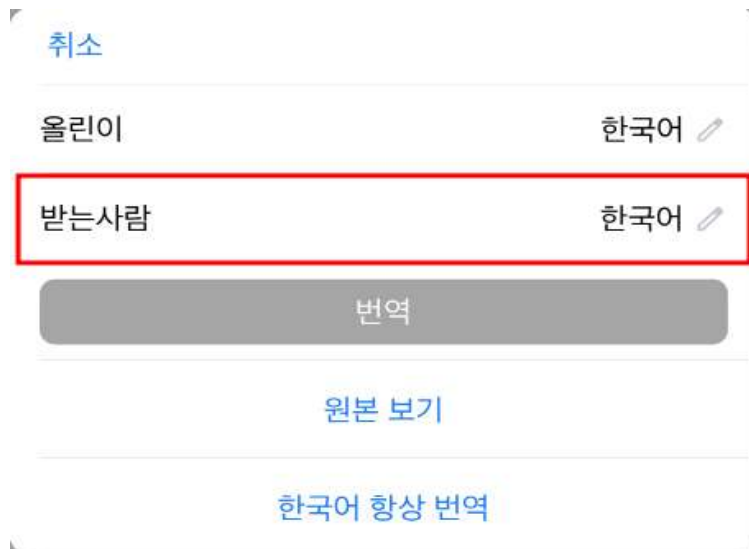 취소
올린이 한국어
받는사람 한국어
번역
원본 보기
한국어 항상 번역